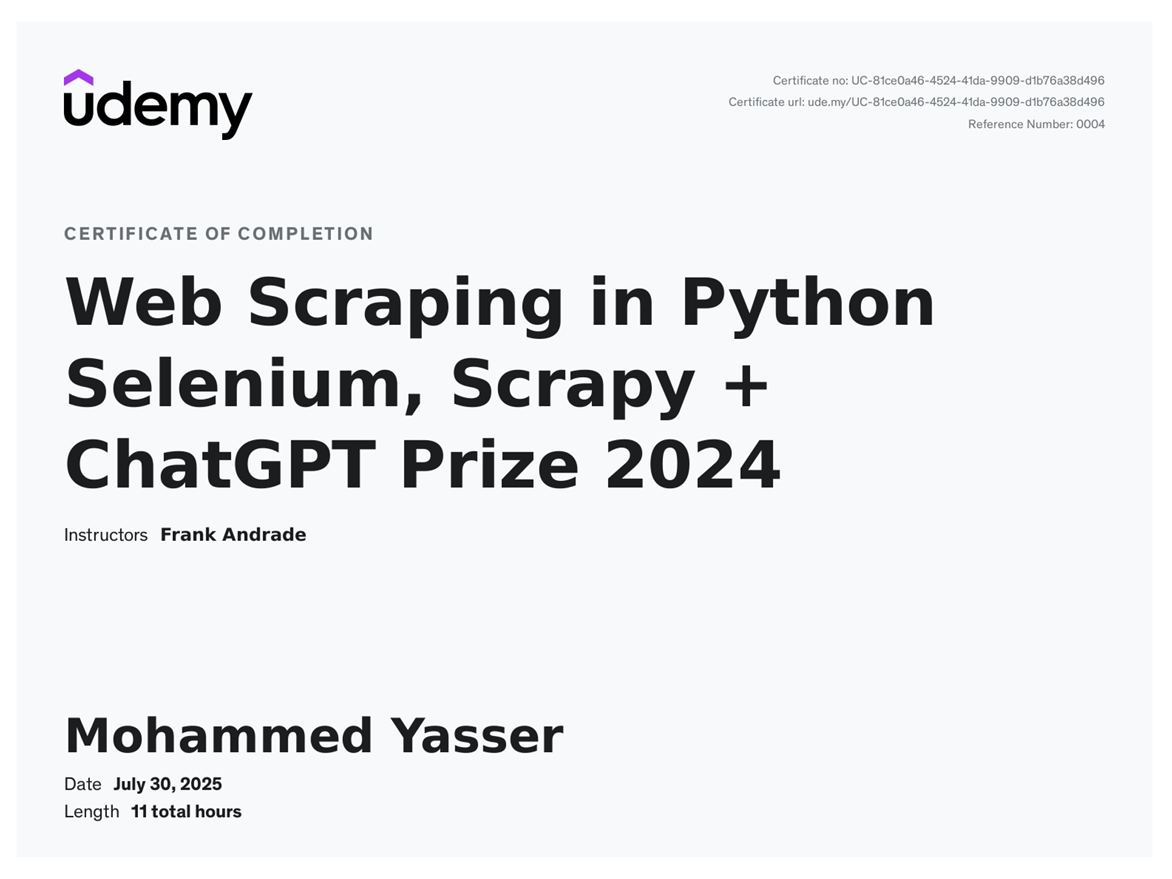 udemy
Certificate no: UC-81ce0a46-4524-41da-9909-d1b76a38d496
Certificate url: ude.my/UC-81ce0a46-4524-41da-9909-d1b76a38d496
Reference Number: 0004
CERTIFICATE OF COMPLETION
Web Scraping in Python
Selenium, Scrapy +
ChatGPT Prize 2024
Instructors Frank Andrade
Mohammed Yasser
Date July 30, 2025
Length 11 total hours